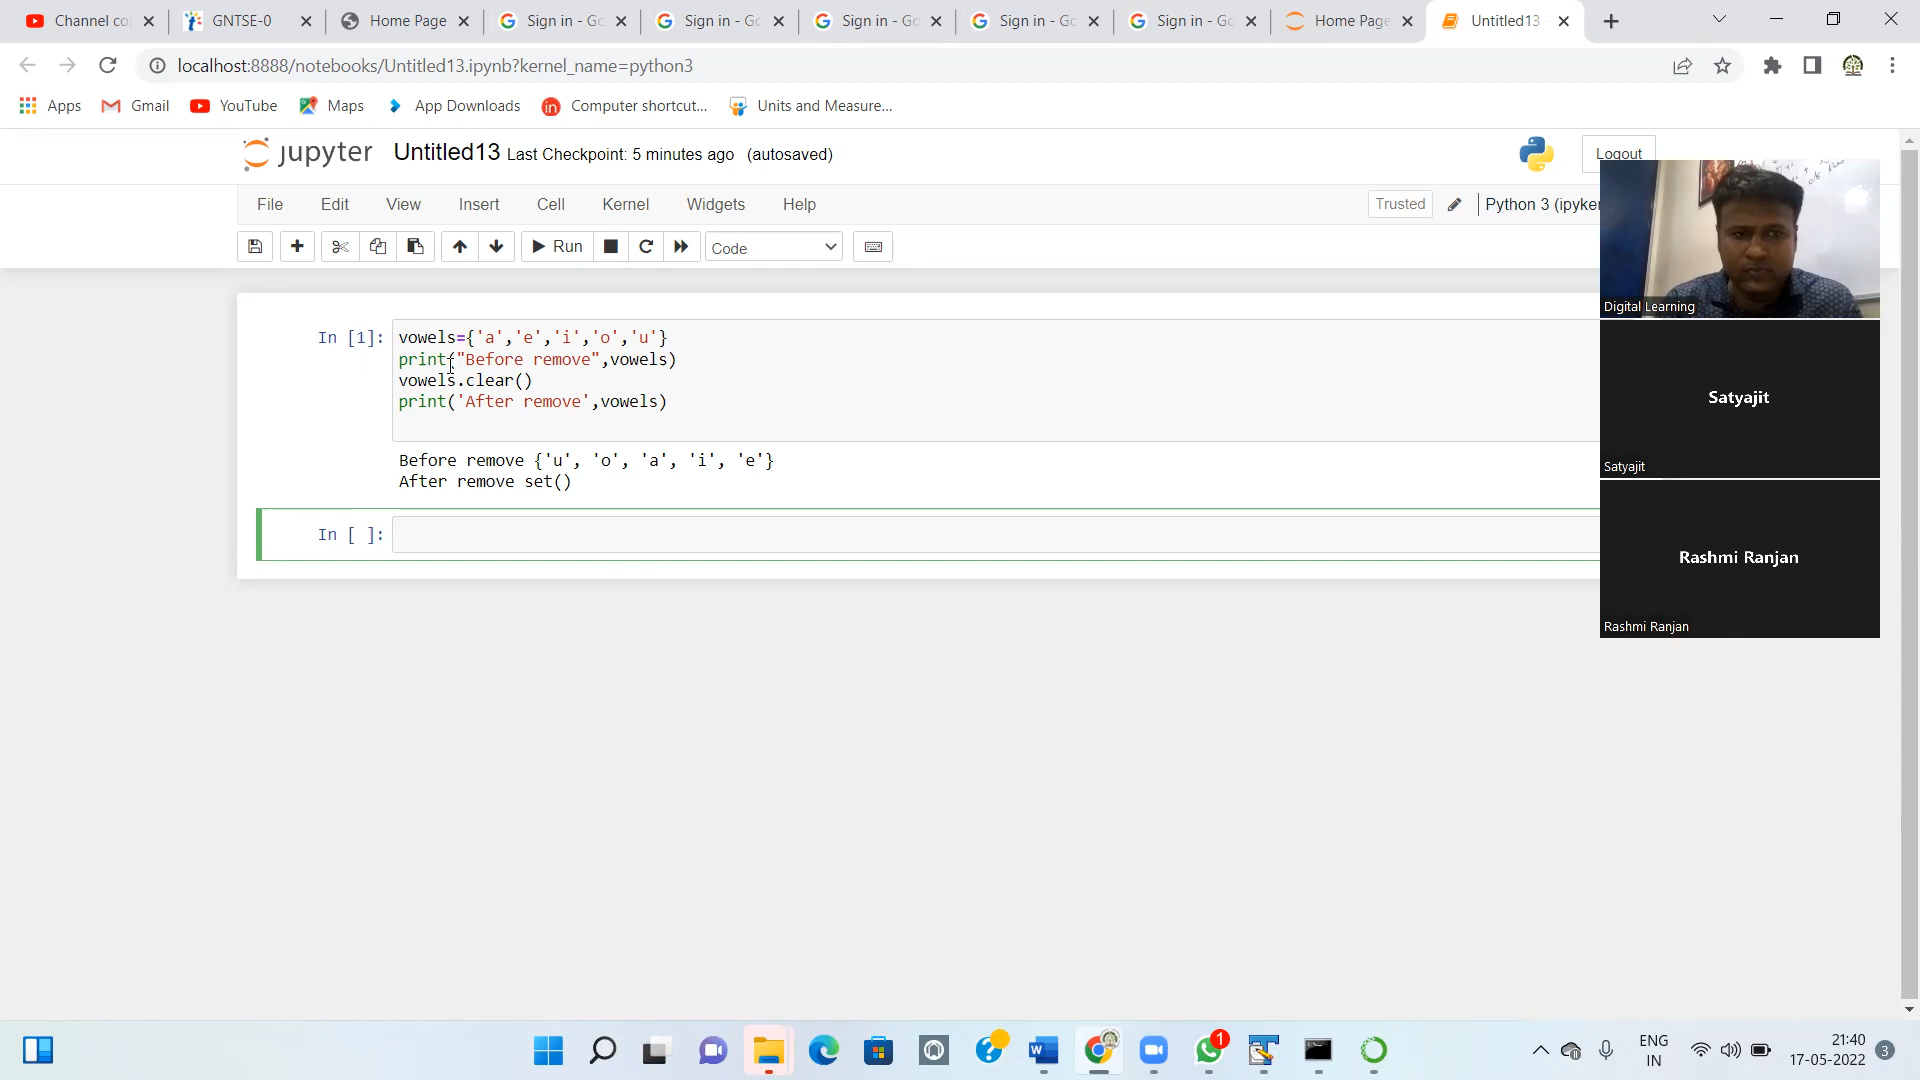 Channel co
GNTSE-0
Home Page
Sign in - Go
Sign in - Go
Sign in - Go
Sign in - Go
Sign in - Go
Home Page
Untitled13
localhost:8888/notebooks/Untitled13.ipynb?kernel_name=python3
Apps
Gmail
YouTube
Maps
App Downloads
in
Computer shortcut...
Units and Measure...
jupyter
Untitled13 Last Checkpoint: 5 minutes ago (autosaved)
Logout
File
Edit
View
Insert
Cell
Kernel
Widgets
Help
Trusted
Python 3 (ipyker
Run
Code
In [1]:
vowels={'a','e','i','o','u'}
print("Before remove",vowels)
vowels.clear()
print('After remove',vowels)
Before remove {'u', 'o', 'a', 'i', 'e'}
After remove set()
In [ ]:
Digital Learning
Satyajit
Satyajit
Rashmi Ranjan
Rashmi Ranjan
1
ENG
IN
21:40
17-05-2022
3